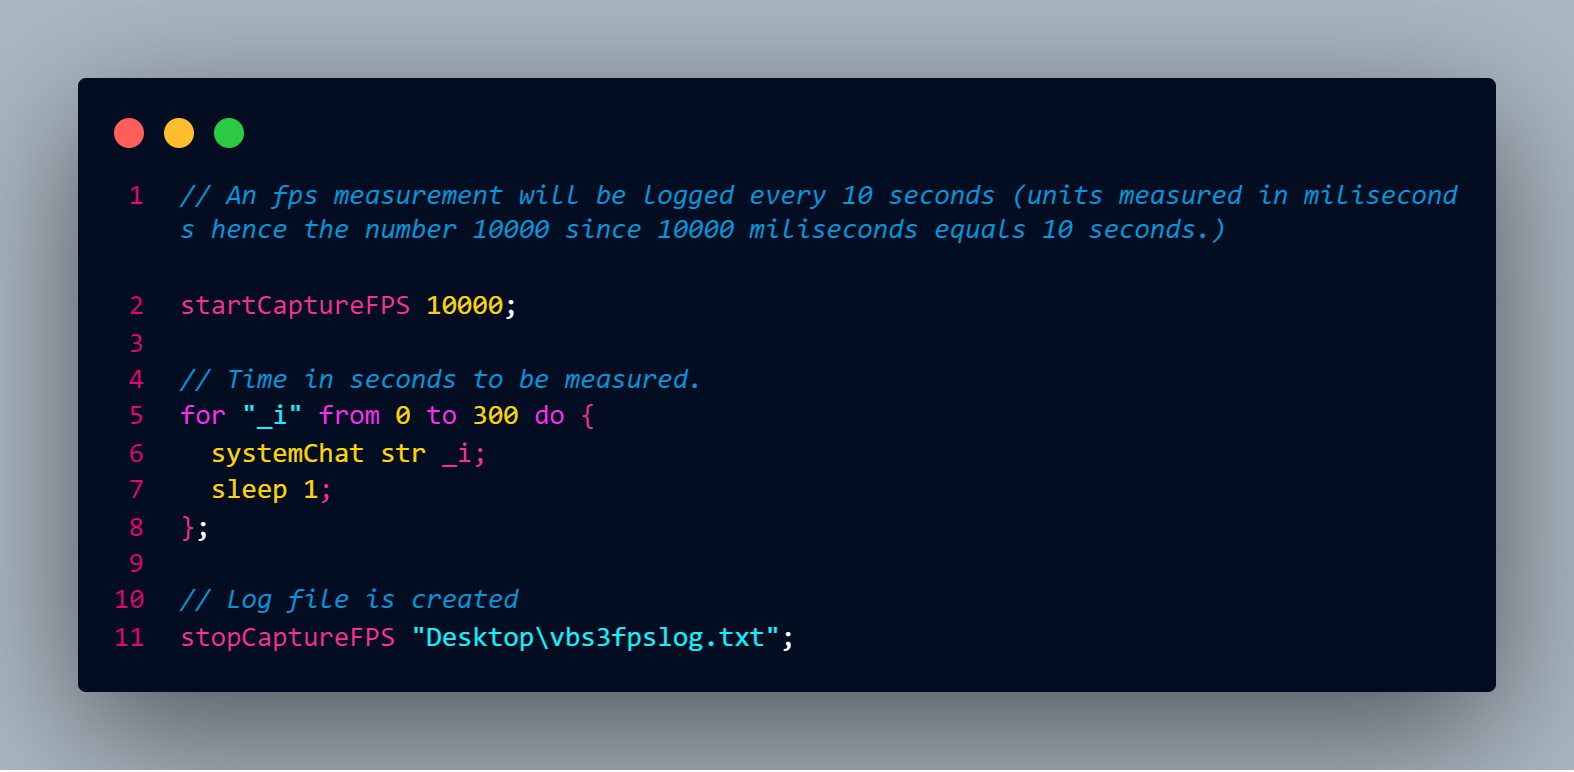 1 // An fps measurement will be logged every 10 seconds (units measured in milisecond
s hence the number 10000 since 10000 miliseconds equals 10 seconds.)
2 startCaptureFPS 10000;
3
4 // Time in seconds to be measured.
5 for "_i" from 0 to 300 do {
6   systemChat str _i;
7   sleep 1;
8 };
9
10 // Log file is created
11 stopCaptureFPS "Desktop\vbs3fpslog.txt";